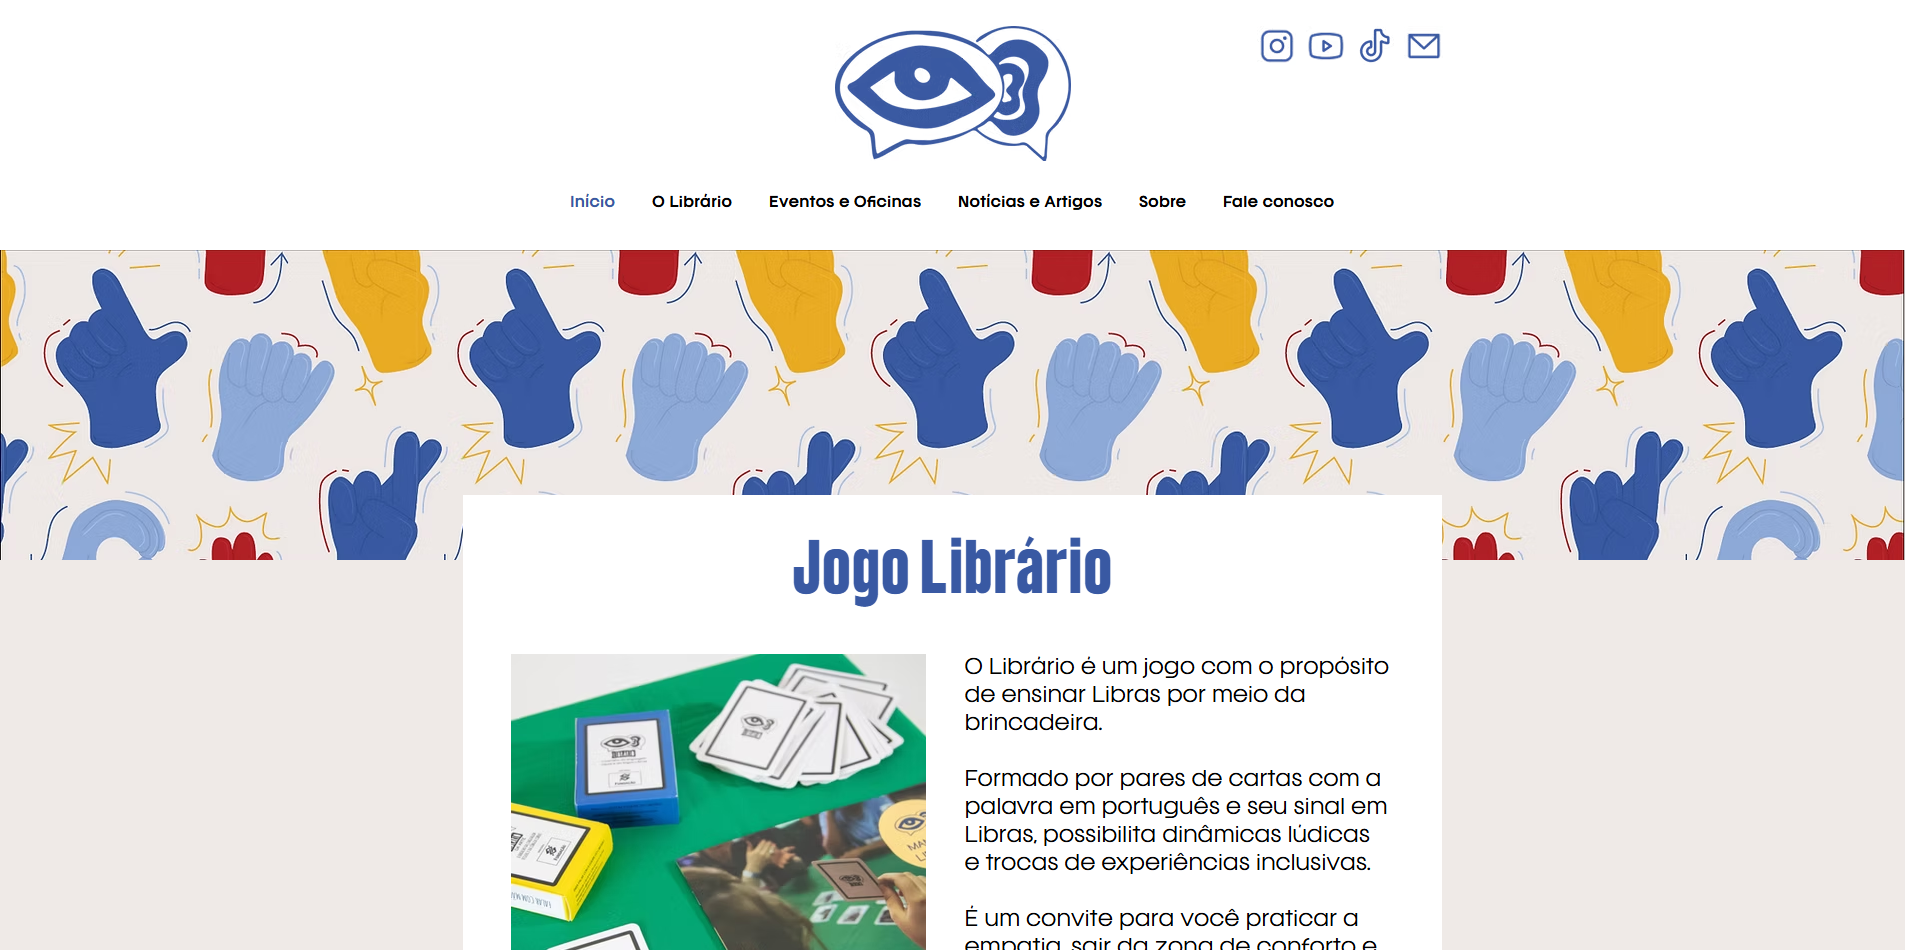 Início O Librário Eventos e Oficinas Notícias e Artigos Sobre Fale conosco
Jogo Librário
O Librário é um jogo com o propósito
de ensinar Libras por meio da
brincadeira.
Formado por pares de cartas com a
palavra em português e seu sinal em
Libras, possibilita dinâmicas lúdicas
e trocas de experiências inclusivas.
É um convite para você praticar a
empatia, sair da zona de conforto e